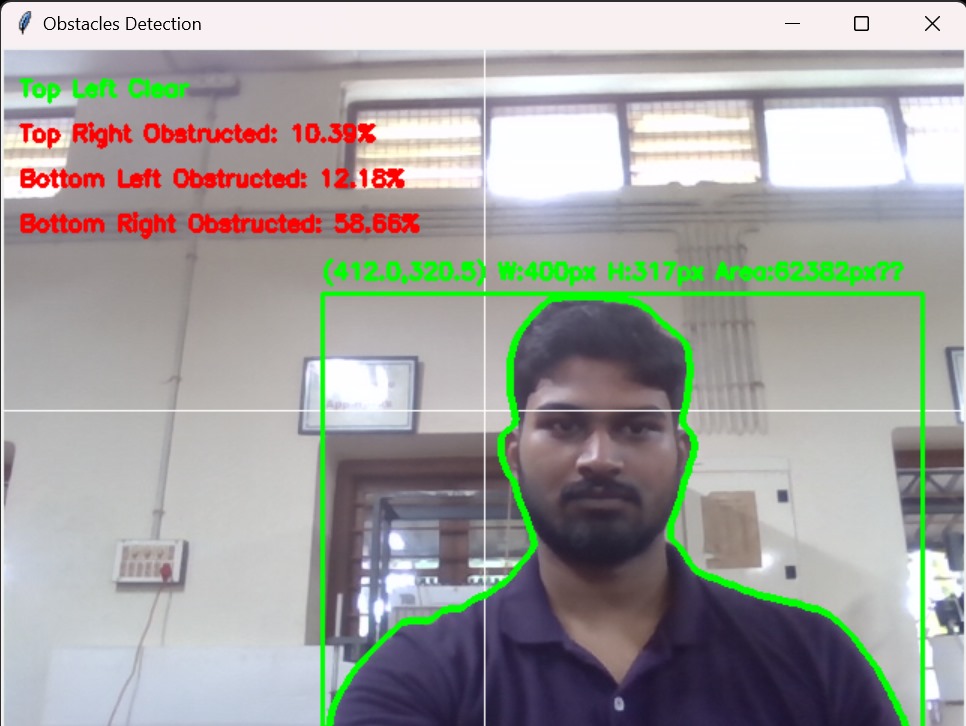 Obstacles Detection
Top Left Clear
Top Right Obstructed: 10.39%
Bottom Left Obstructed: 12.18%
Bottom Right Obstructed: 58.66%
(412.0,320.5) W:400px H:317px Area:62382px??